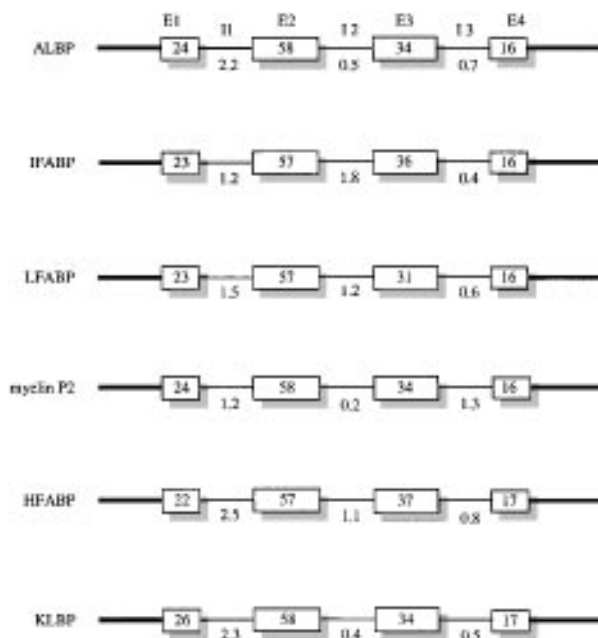 E1 I1 E2 I 2 E3 I 3 E4
ALBP 24 58 34 16
2.2 0.5 0.7
IFABP 23 57 36 16
1.2 1.8 0.4
LFABP 23 57 31 16
1.5 1.2 0.6
myelin P2 24 58 34 16
1.2 0.2 1.3
HFABP 22 57 37 17
2.5 1.1 0.8
KLBP 26 58 34 17
2.3 0.4 0.5